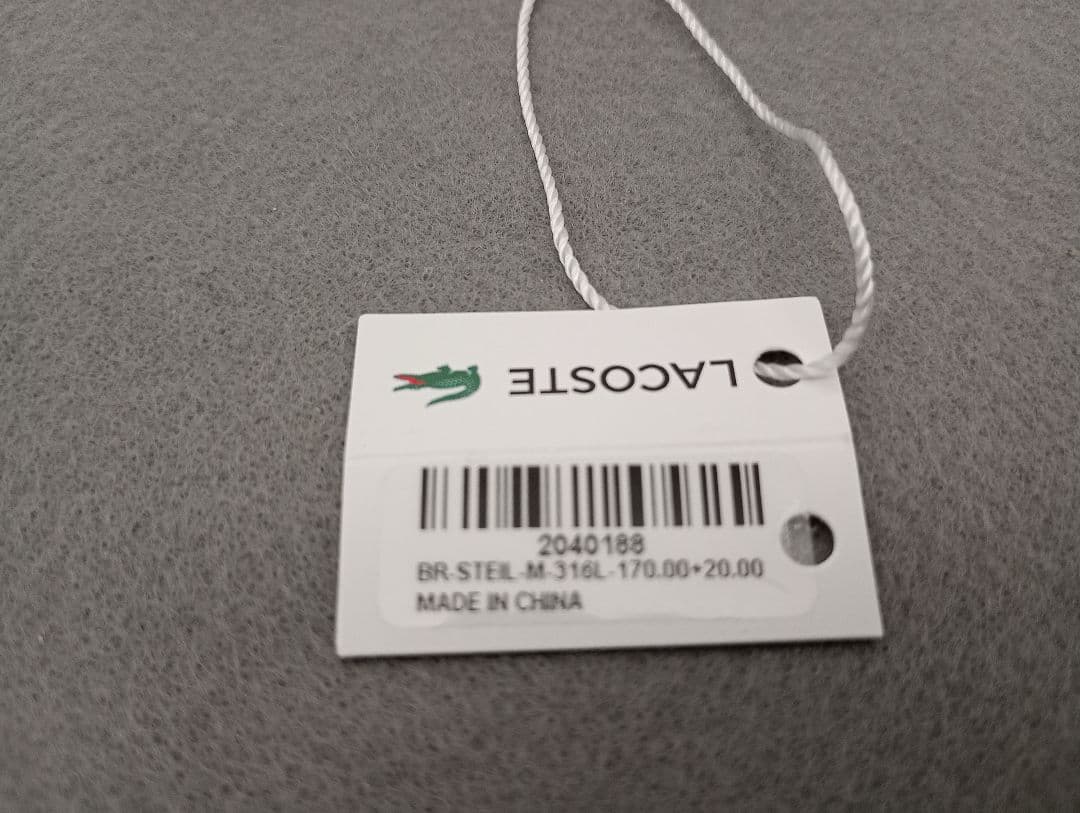 LACOSTE
2040188
BR-STEIL-M-316L-170.00+20.00
MADE IN CHINA